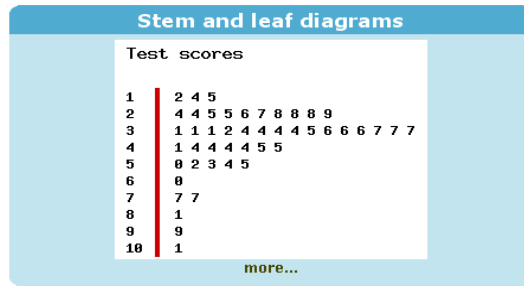 Stem and leaf diagrams
Test scores
1 2 4 5
2 4 4 5 5 6 7 8 8 8 9
3 1 1 1 2 4 4 4 4 5 6 6 6 7 7 7
4 1 4 4 4 4 5 5
5 0 2 3 4 5
6 0
7 7 7
8 1
9 9
10 1
more...